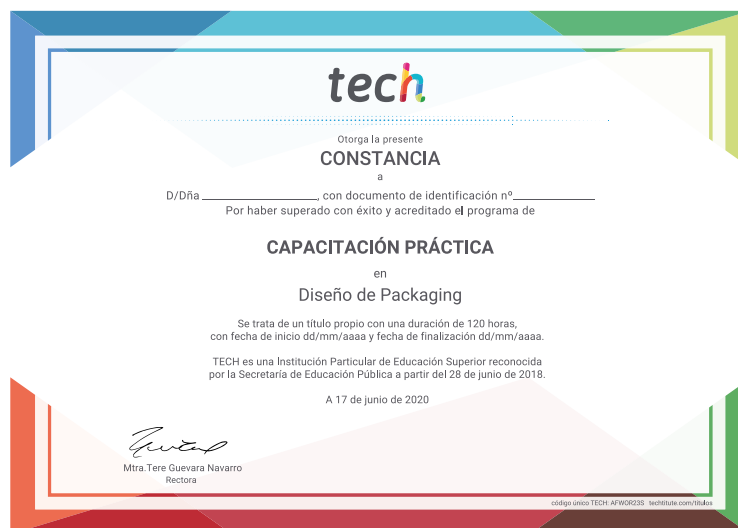 tech
Otorga la presente
CONSTANCIA
a
D/Dña ____________________, con documento de identificación nº______________
Por haber superado con éxito y acreditado el programa de
CAPACITACIÓN PRÁCTICA
en
Diseño de Packaging
Se trata de un título propio con una duración de 120 horas,
con fecha de inicio dd/mm/aaaa y fecha de finalización dd/mm/aaaa.
TECH es una Institución Particular de Educación Superior reconocida
por la Secretaría de Educación Pública a partir del 28 de junio de 2018.
A 17 de junio de 2020
Mtra.Tere Guevara Navarro
Rectora
código único TECH: AFWOR23S techtitute.com/titulos